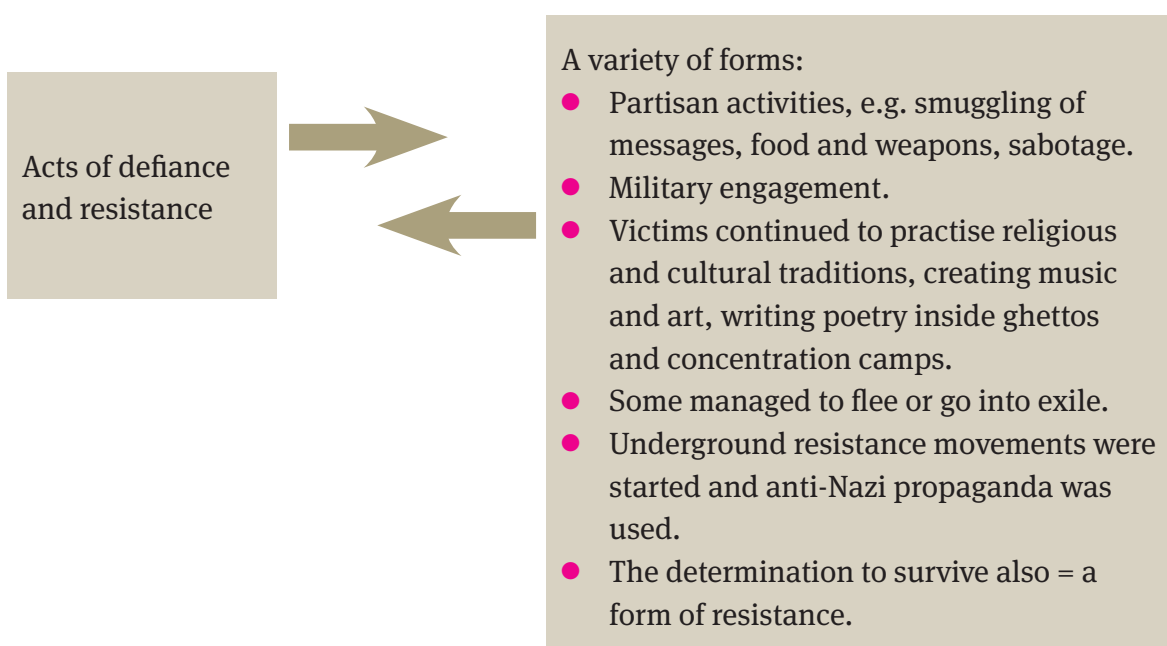 Acts of defiance
and resistance
A variety of forms:
● Partisan activities, e.g. smuggling of
messages, food and weapons, sabotage.
● Military engagement.
● Victims continued to practise religious
and cultural traditions, creating music
and art, writing poetry inside ghettos
and concentration camps.
● Some managed to flee or go into exile.
● Underground resistance movements were
started and anti-Nazi propaganda was
used.
● The determination to survive also = a
form of resistance.